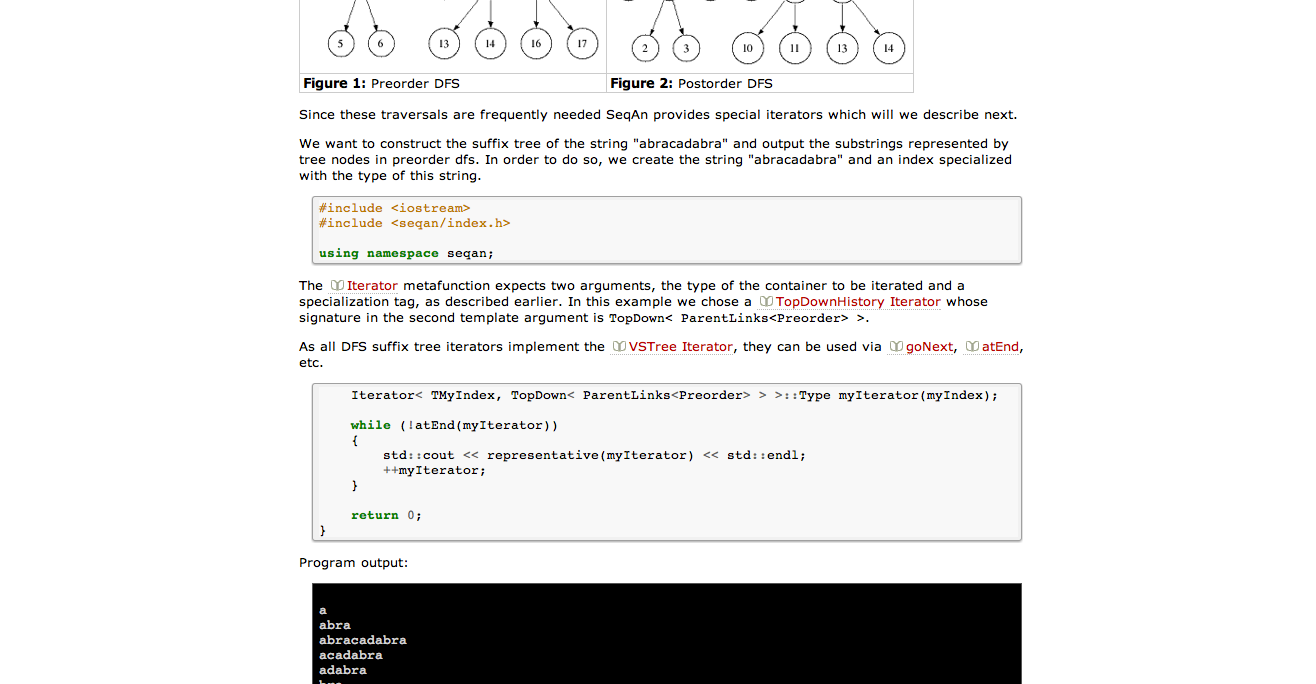 5 6 13 14 16 17 2 3 10 11 13 14
Figure 1: Preorder DFS Figure 2: Postorder DFS
Since these traversals are frequently needed SeqAn provides special iterators which will we describe next.
We want to construct the suffix tree of the string "abracadabra" and output the substrings represented by
tree nodes in preorder dfs. In order to do so, we create the string "abracadabra" and an index specialized
with the type of this string.
#include <iostream>
#include <seqan/index.h>
using namespace seqan;
The Iterator metafunction expects two arguments, the type of the container to be iterated and a
specialization tag, as described earlier. In this example we chose a TopDownHistory Iterator whose
signature in the second template argument is TopDown< ParentLinks<Preorder> >.
As all DFS suffix tree iterators implement the VSTree Iterator, they can be used via goNext, atEnd,
etc.
Iterator< TMyIndex, TopDown< ParentLinks<Preorder> > >::Type myIterator(myIndex);
while (!atEnd(myIterator))
{
std::cout << representative(myIterator) << std::endl;
++myIterator;
}
return 0;
}
Program output:
a
abra
abracadabra
acadabra
adabra